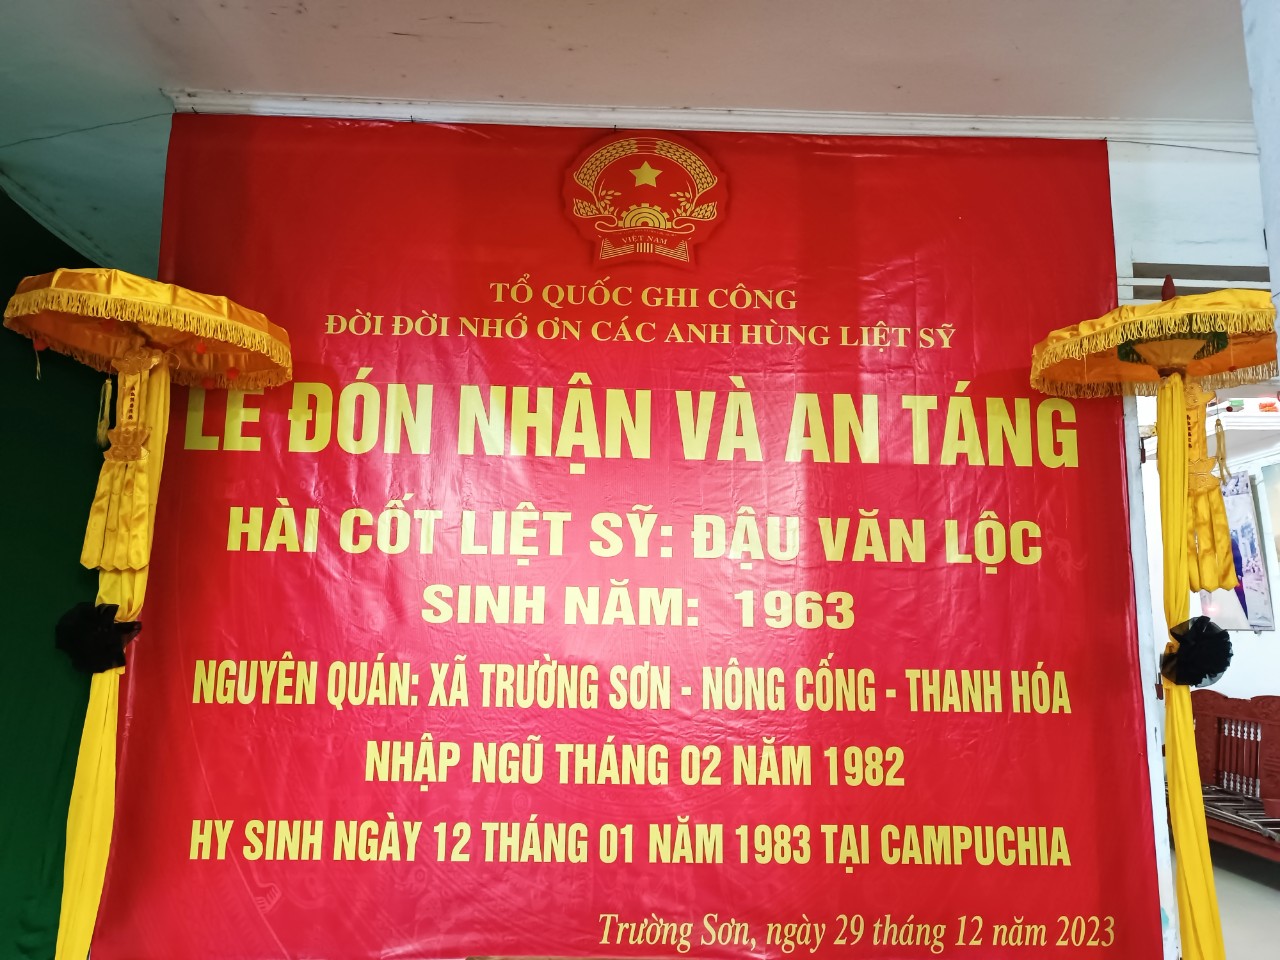 VIỆT NAM
TỔ QUỐC GHI CÔNG
ĐỜI ĐỜI NHỚ ƠN CÁC ANH HÙNG LIỆT SỸ
LỄ ĐÓN NHẬN VÀ AN TÁNG
HÀI CỐT LIỆT SỸ: ĐẬU VĂN LỘC
SINH NĂM: 1963
NGUYÊN QUÁN: XÃ TRƯỜNG SƠN - NÔNG CỐNG - THANH HÓA
NHẬP NGŨ THÁNG 02 NĂM 1982
HY SINH NGÀY 12 THÁNG 01 NĂM 1983 TẠI CAMPUCHIA
Trường Sơn, ngày 29 tháng 12 năm 2023